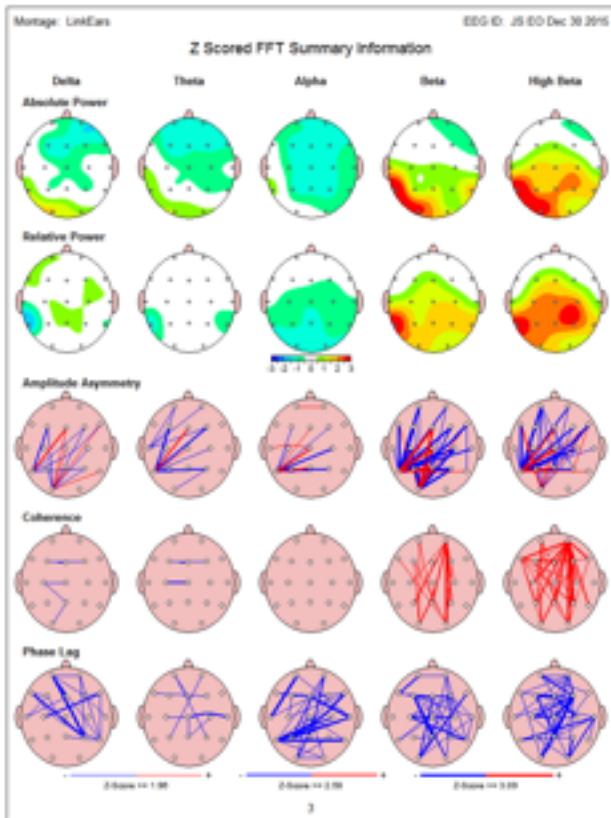 Montage: LinkEars EEG ID: JS EO Dec 30 2015
Z Scored FFT Summary Information
Delta Theta Alpha Beta High Beta
Absolute Power
Relative Power
-3 -2 -1 0 1 2 3
Amplitude Asymmetry
Coherence
Phase Lag
- + - + - +
Z-Score >= 1.96 Z-Score >= 2.58 Z-Score >= 3.09
3